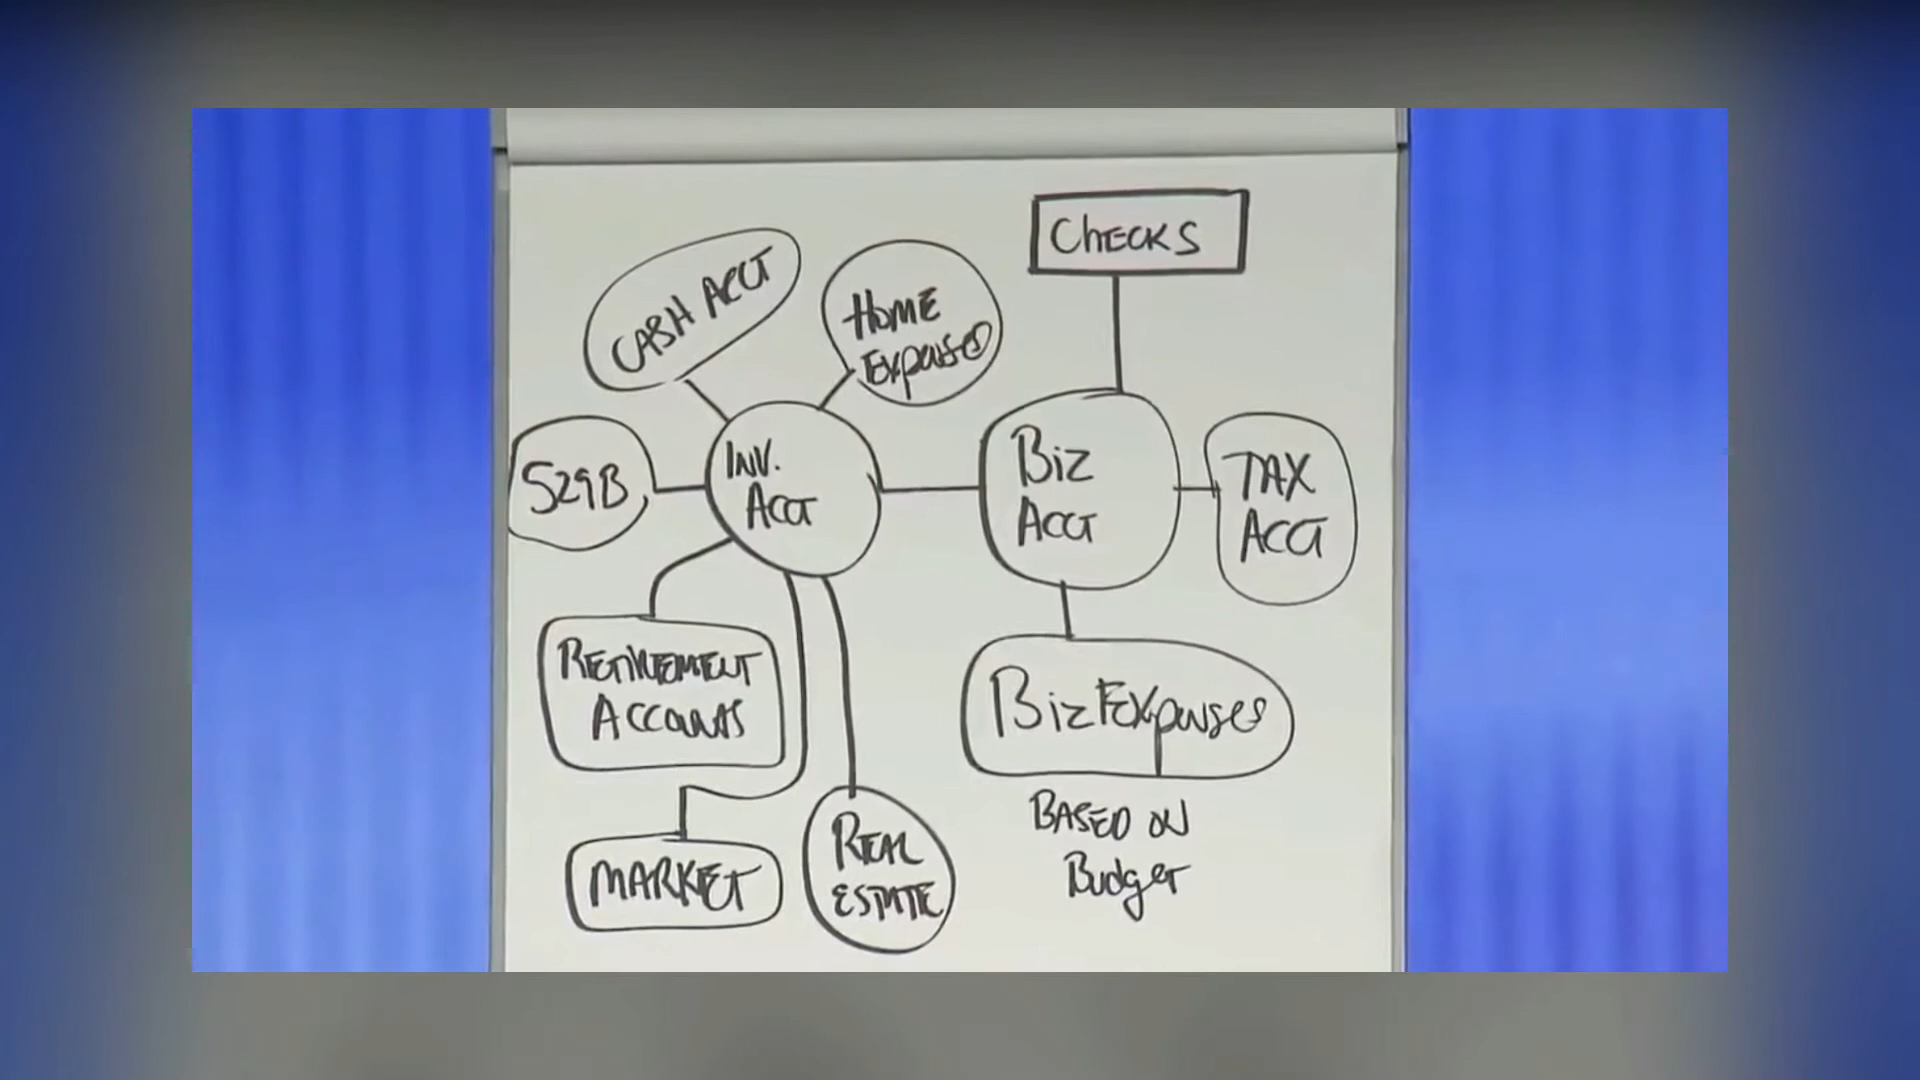 CHECKS
CASH ACCT
HOME
EXPENSES
529B
INV.
ACCT
BIZ
ACCT
TAX
ACCT
RETIREMENT
ACCOUNTS
BIZ EXPENSES
MARKET
REAL
ESTATE
BASED ON
BUDGET